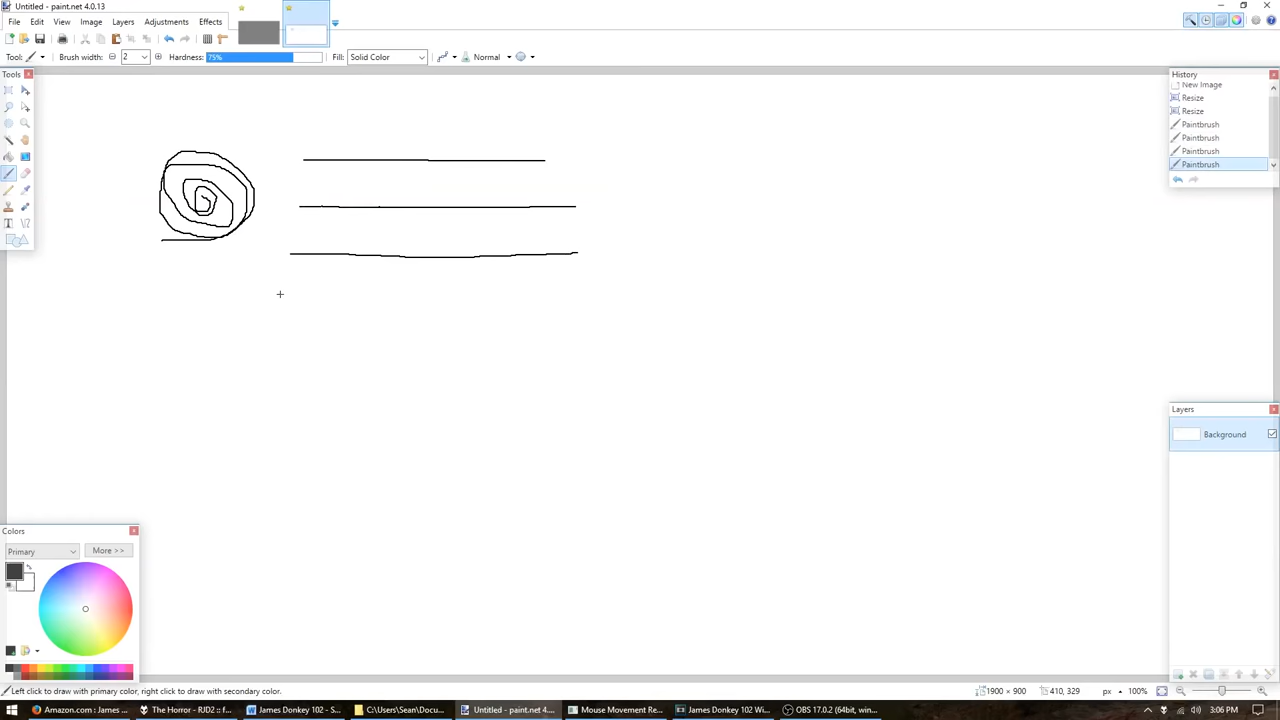 Untitled - paint.net 4.0.13
File Edit View Image Layers Adjustments Effects
Tool: Brush width: 2 Hardness: 75% Fill: Solid Color Normal
Tools
History
New Image
Resize
Resize
Paintbrush
Paintbrush
Paintbrush
Paintbrush
Layers
Background
Colors
Primary More >>
Left click to draw with primary color, right click to draw with secondary color. 1900 × 900 410, 329 px 100%
Amazon.com : James ... The Horror - RJD2 :: f... James Donkey 102 - S... C:\Users\Sean\Docu... Untitled - paint.net 4.... Mouse Movement Re... James Donkey 102 Wi... OBS 17.0.2 (64bit, win... 3:06 PM